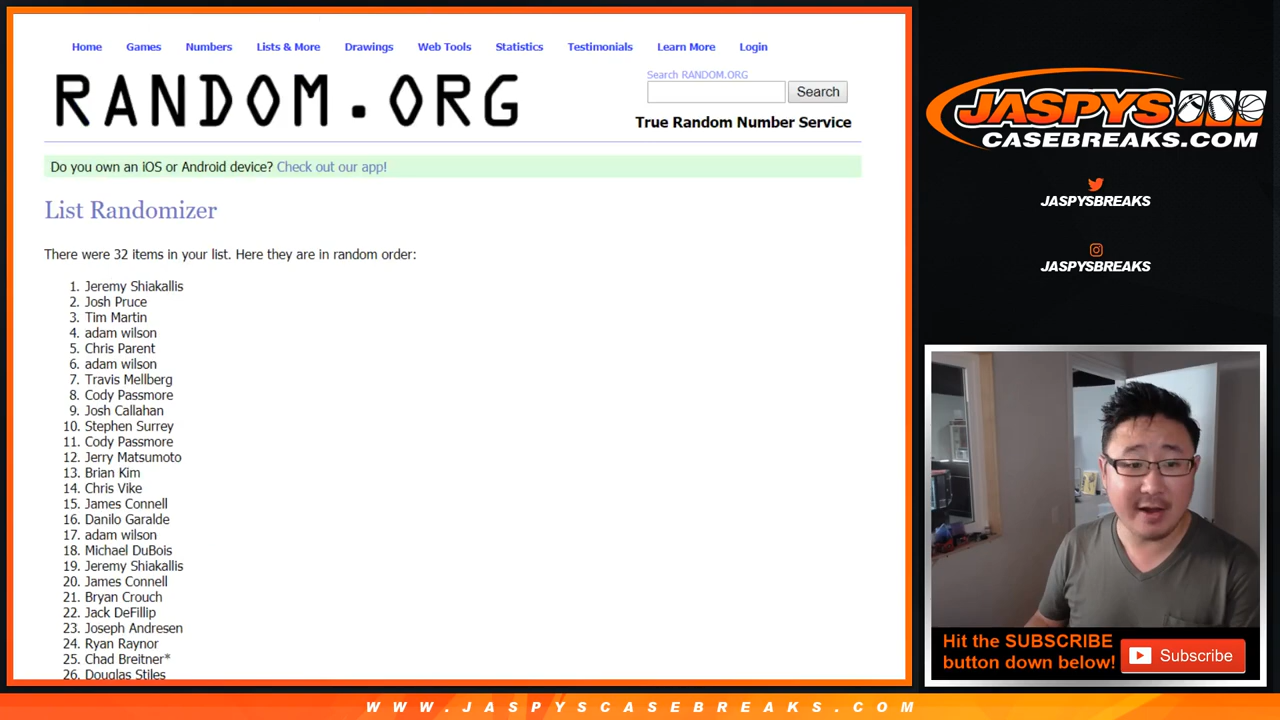 Home Games Numbers Lists & More Drawings Web Tools Statistics Testimonials Learn More Login
RANDOM.ORG
Search RANDOM.ORG
Search
True Random Number Service
Do you own an iOS or Android device? Check out our app!
List Randomizer
There were 32 items in your list. Here they are in random order:
1. Jeremy Shiakallis
2. Josh Pruce
3. Tim Martin
4. adam wilson
5. Chris Parent
6. adam wilson
7. Travis Mellberg
8. Cody Passmore
9. Josh Callahan
10. Stephen Surrey
11. Cody Passmore
12. Jerry Matsumoto
13. Brian Kim
14. Chris Vike
15. James Connell
16. Danilo Garalde
17. adam wilson
18. Michael DuBois
19. Jeremy Shiakallis
20. James Connell
21. Bryan Crouch
22. Jack DeFillip
23. Joseph Andresen
24. Ryan Raynor
25. Chad Breitner*
26. Douglas Stiles
JASPYS
CASEBREAKS.COM
JASPYSBREAKS
JASPYSBREAKS
Hit the SUBSCRIBE
button down below!
Subscribe
WWW.JASPYSCASEBREAKS.COM